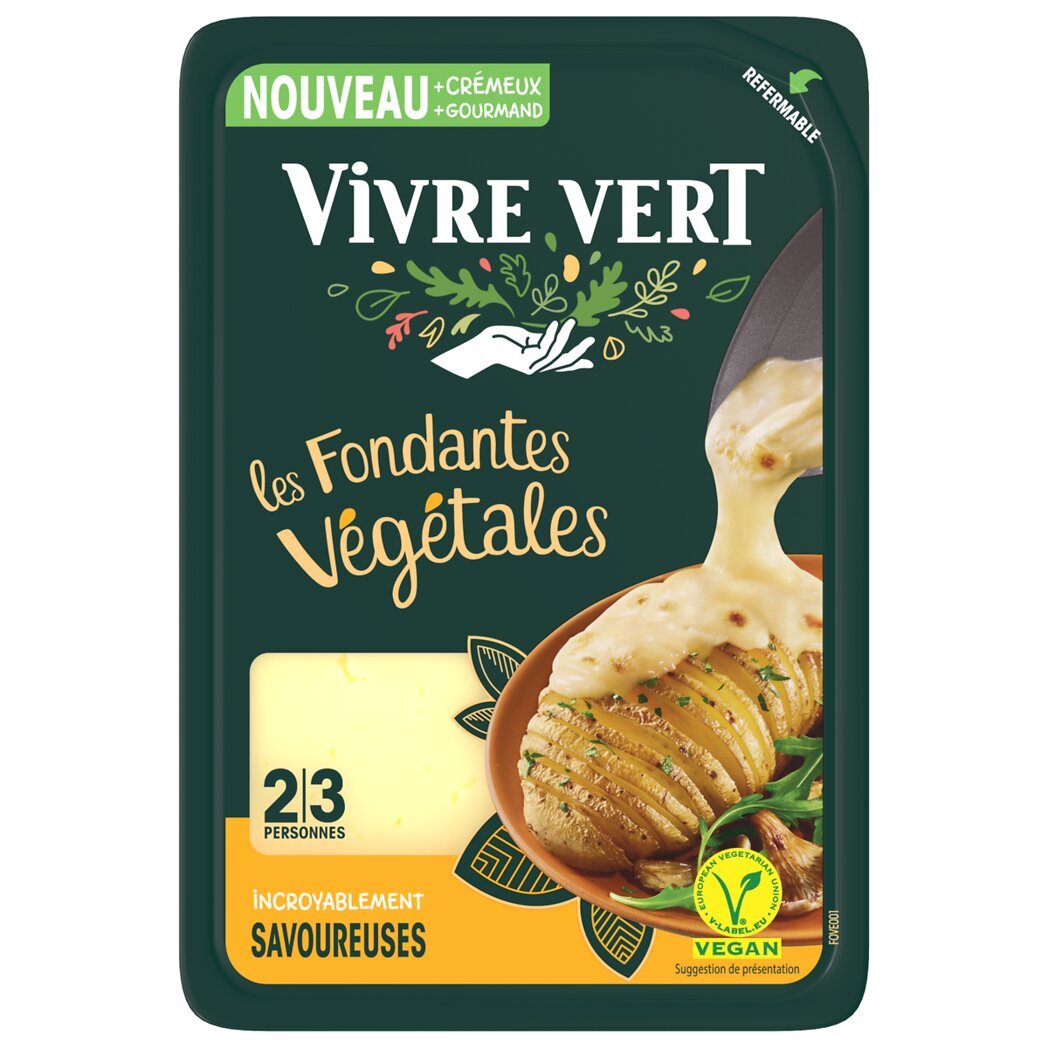 NOUVEAU
+CRÉMEUX
+GOURMAND
REFERMABLE
ViVRE VERT
les Fondantes
Végétales
2|3
PERSONNES
iNCROYABLEMENT
SAVOUREUSES
EUROPEAN VEGETARIAN UNION
V-LABEL.EU
VEGAN
Suggestion de présentation
FOVE001